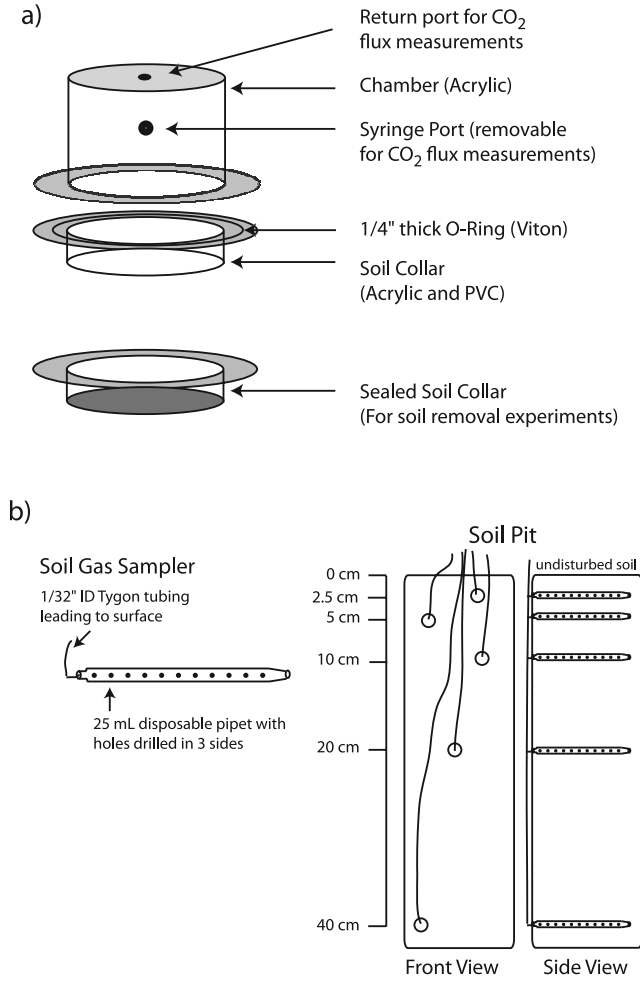 a)
Return port for CO2
flux measurements
Chamber (Acrylic)
Syringe Port (removable
for CO2 flux measurements)
1/4" thick O-Ring (Viton)
Soil Collar
(Acrylic and PVC)
Sealed Soil Collar
(For soil removal experiments)
b)
Soil Gas Sampler
1/32" ID Tygon tubing
leading to surface
25 mL disposable pipet with
holes drilled in 3 sides
Soil Pit
undisturbed soil
0 cm
2.5 cm
5 cm
10 cm
20 cm
40 cm
Front View
Side View